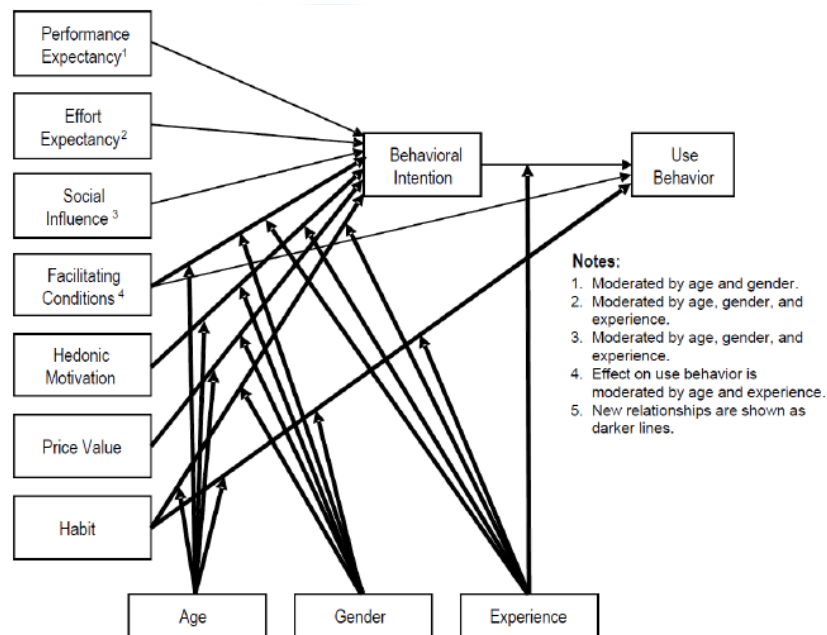 Performance
Expectancy¹
Effort
Expectancy²
Social
Influence ³
Facilitating
Conditions ⁴
Hedonic
Motivation
Price Value
Habit
Behavioral
Intention
Use
Behavior
Notes:
1. Moderated by age and gender.
2. Moderated by age, gender, and
experience.
3. Moderated by age, gender, and
experience.
4. Effect on use behavior is
moderated by age and experience.
5. New relationships are shown as
darker lines.
Age
Gender
Experience